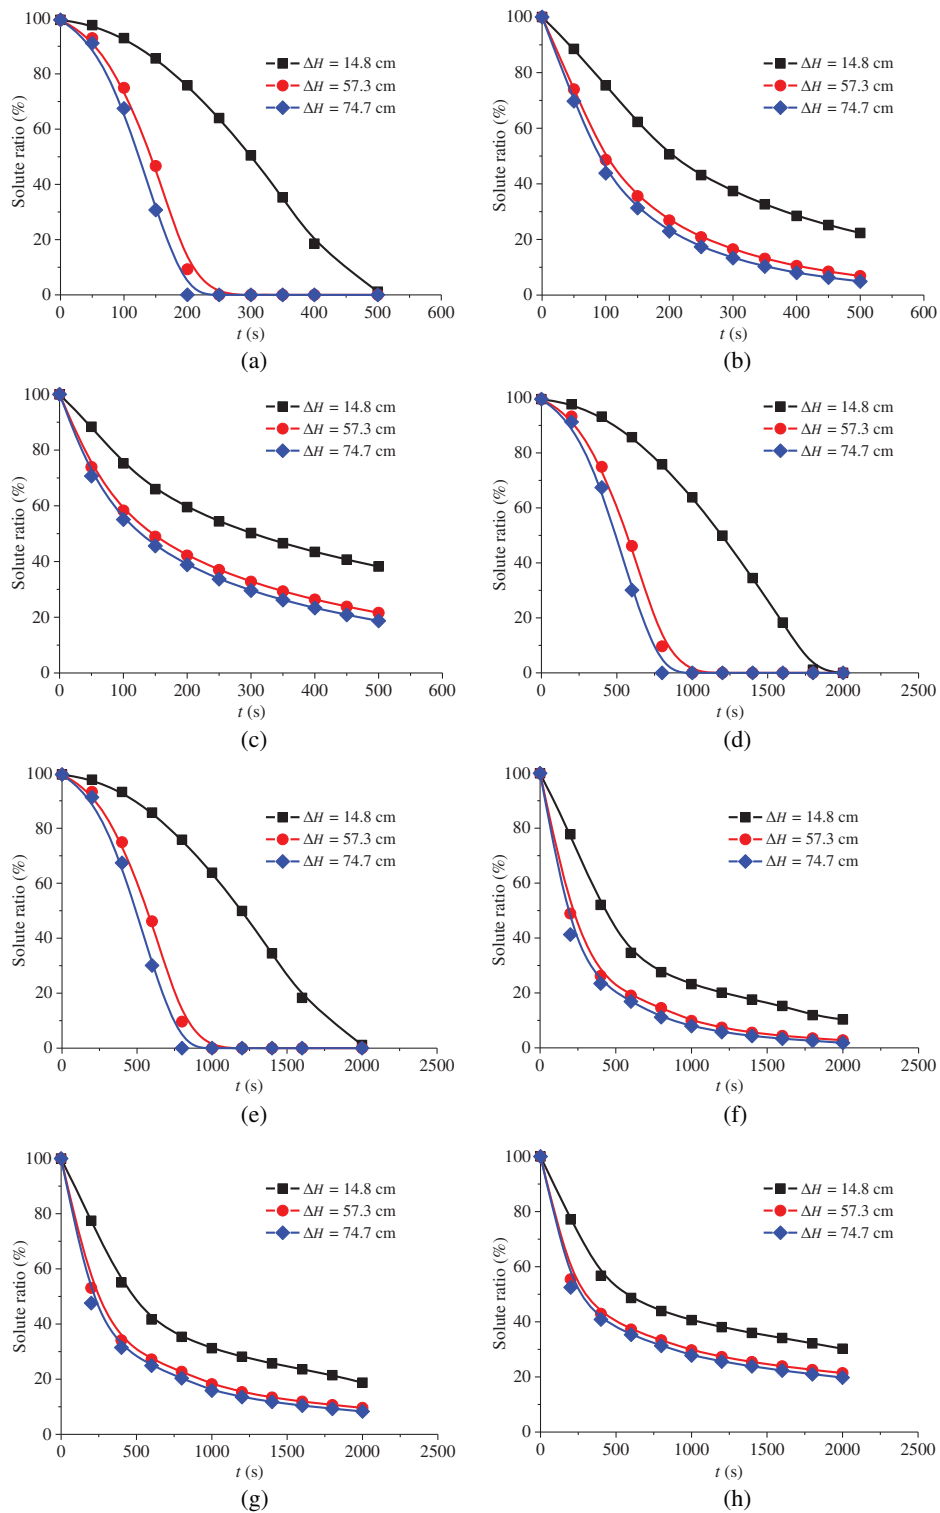 100
80
60
40
20
0
Solute ratio (%)
ΔH = 14.8 cm
ΔH = 57.3 cm
ΔH = 74.7 cm
0 100 200 300 400 500 600
t (s)
(a)
100
80
60
40
20
0
Solute ratio (%)
ΔH = 14.8 cm
ΔH = 57.3 cm
ΔH = 74.7 cm
0 100 200 300 400 500 600
t (s)
(b)
100
80
60
40
20
0
Solute ratio (%)
ΔH = 14.8 cm
ΔH = 57.3 cm
ΔH = 74.7 cm
0 100 200 300 400 500 600
t (s)
(c)
100
80
60
40
20
0
Solute ratio (%)
ΔH = 14.8 cm
ΔH = 57.3 cm
ΔH = 74.7 cm
0 500 1000 1500 2000 2500
t (s)
(d)
100
80
60
40
20
0
Solute ratio (%)
ΔH = 14.8 cm
ΔH = 57.3 cm
ΔH = 74.7 cm
0 500 1000 1500 2000 2500
t (s)
(e)
100
80
60
40
20
0
Solute ratio (%)
ΔH = 14.8 cm
ΔH = 57.3 cm
ΔH = 74.7 cm
0 500 1000 1500 2000 2500
t (s)
(f)
100
80
60
40
20
0
Solute ratio (%)
ΔH = 14.8 cm
ΔH = 57.3 cm
ΔH = 74.7 cm
0 500 1000 1500 2000 2500
t (s)
(g)
100
80
60
40
20
0
Solute ratio (%)
ΔH = 14.8 cm
ΔH = 57.3 cm
ΔH = 74.7 cm
0 500 1000 1500 2000 2500
t (s)
(h)